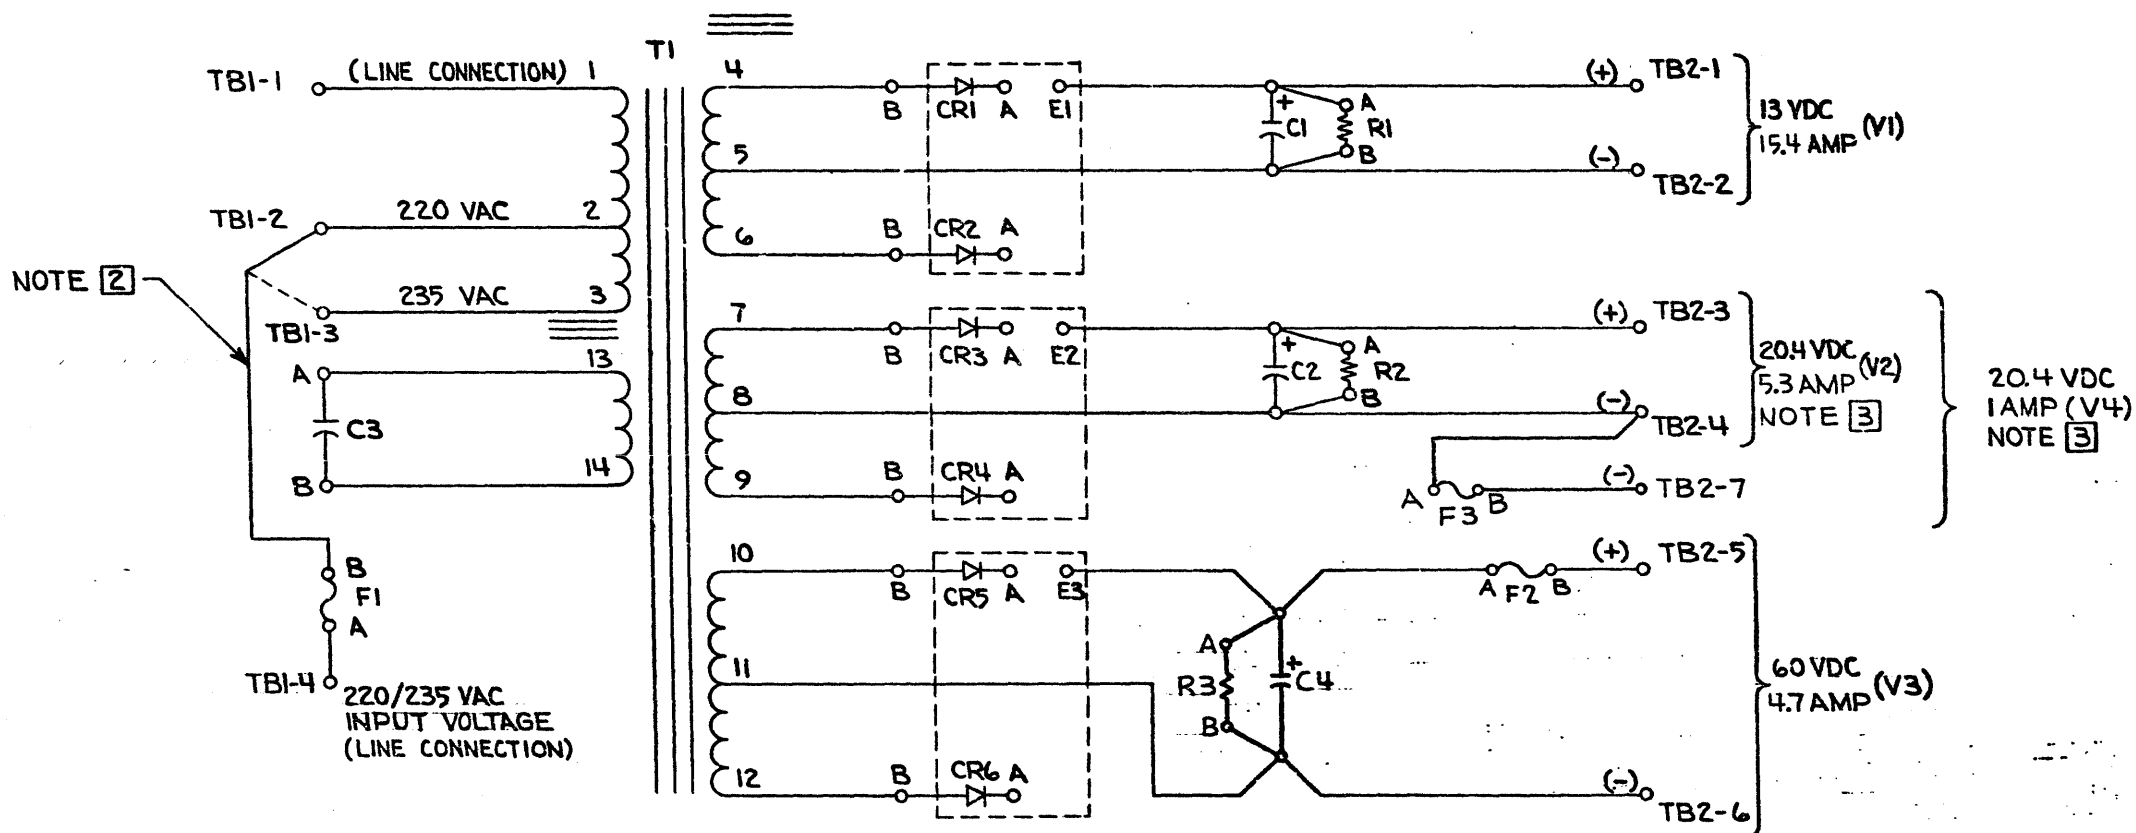 T1
TB1-1
(LINE CONNECTION) 1
TB1-2
220 VAC
2
NOTE 2
235 VAC
3
TB1-3
13
A
C3
14
B
B
F1
A
TB1-4
220/235 VAC
INPUT VOLTAGE
(LINE CONNECTION)
4
B
CR1
A
E1
+
C1
A
R1
B
(+)
TB2-1
5
(-)
TB2-2
6
B
CR2
A
13 VDC
15.4 AMP (V1)
7
B
CR3
A
E2
+
C2
A
R2
B
(+)
TB2-3
8
(-)
TB2-4
20.4 VDC
5.3 AMP (V2)
NOTE 3
9
B
CR4
A
A
F3
B
(-)
TB2-7
20.4 VDC
1 AMP (V4)
NOTE 3
10
B
CR5
A
E3
A
R3
B
+
C4
A
F2
B
(+)
TB2-5
11
12
B
CR6
A
(-)
TB2-6
60 VDC
4.7 AMP (V3)